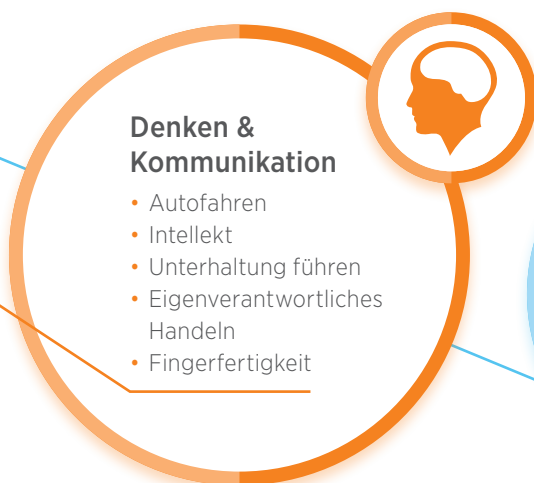 Denken &
Kommunikation
• Autofahren
• Intellekt
• Unterhaltung führen
• Eigenverantwortliches
Handeln
• Fingerfertigkeit